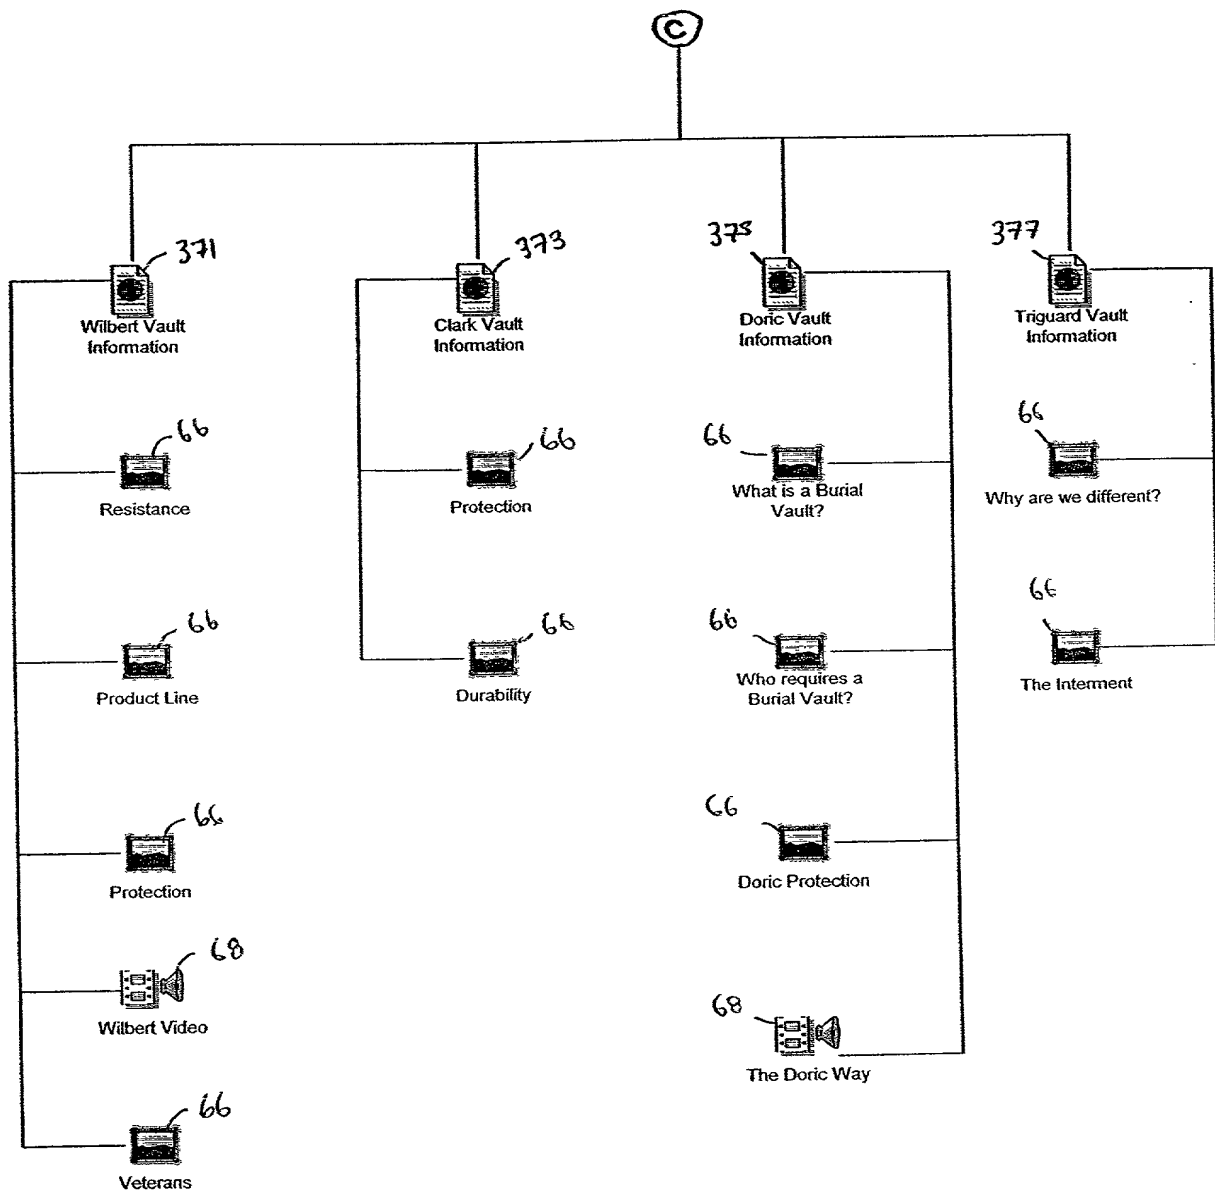 C
371
Wilbert Vault
Information
66
Resistance
66
Product Line
66
Protection
68
Wilbert Video
66
Veterans
373
Clark Vault
Information
66
Protection
66
Durability
375
Doric Vault
Information
66
What is a Burial
Vault?
66
Who requires a
Burial Vault?
66
Doric Protection
68
The Doric Way
377
Triguard Vault
Information
66
Why are we different?
66
The Interment